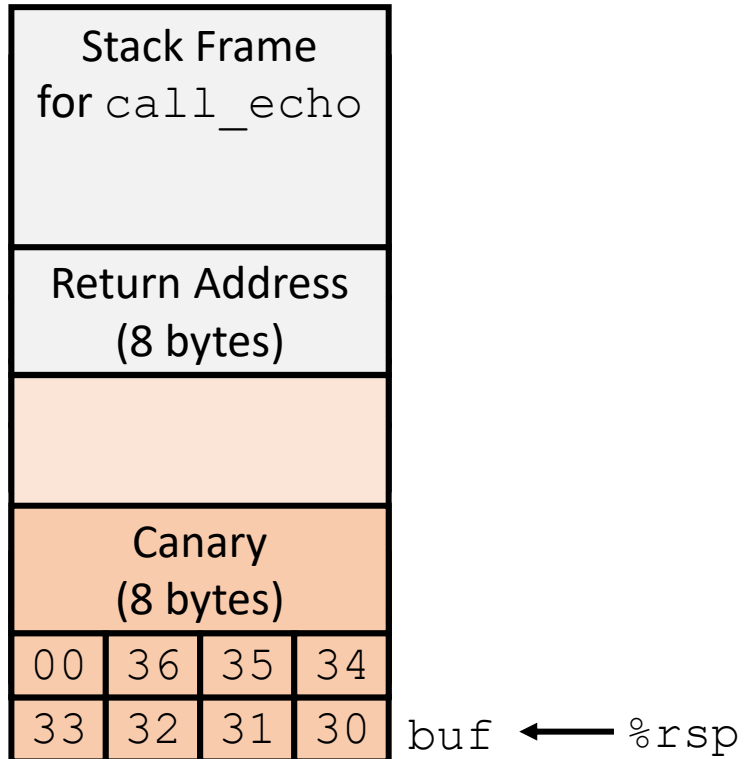 Stack Frame
for call_echo
Return Address
(8 bytes)
Canary
(8 bytes)
00 36 35 34
33 32 31 30 buf %rsp